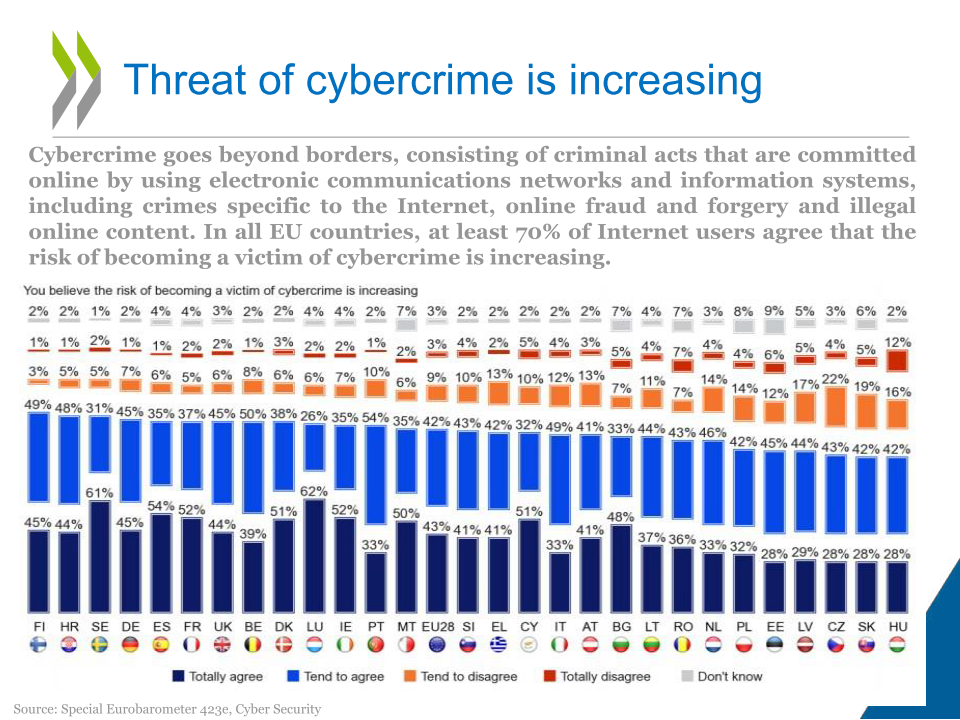 Threat of cybercrime is increasing
Cybercrime goes beyond borders, consisting of criminal acts that are committed
online by using electronic communications networks and information systems,
including crimes specific to the Internet, online fraud and forgery and illegal
online content. In all EU countries, at least 70% of Internet users agree that the
risk of becoming a victim of cybercrime is increasing.
You believe the risk of becoming a victim of cybercrime is increasing
2% 2% 1% 2% 4% 4% 3% 2% 2% 4% 4% 2% 7% 3% 2% 2% 2% 2% 2% 7% 4% 7% 3% 8% 9% 5% 3% 6% 2%
1% 1% 2% 1% 1% 2% 2% 1% 3% 2% 2% 1% 2% 3% 4% 2% 5% 4% 3% 5% 4% 7% 4% 4% 6% 5% 4% 5% 12%
3% 5% 5% 7% 6% 5% 6% 8% 6% 6% 7% 10% 6% 9% 10% 13% 10% 12% 13% 7% 11% 7% 14% 14% 12% 17% 22% 19% 16%
49% 48% 31% 45% 35% 37% 45% 50% 38% 26% 35% 54% 35% 42% 43% 42% 32% 49% 41% 33% 44% 43% 46% 42% 45% 44% 43% 42% 42%
45% 44% 61% 45% 54% 52% 44% 39% 51% 62% 52% 33% 50% 43% 41% 41% 51% 33% 41% 48% 37% 36% 33% 32% 28% 29% 28% 28% 28%
FI HR SE DE ES FR UK BE DK LU IE PT MT EU28 SI EL CY IT AT BG LT RO NL PL EE LV CZ SK HU
Totally agree Tend to agree Tend to disagree Totally disagree Don't know
Source: Special Eurobarometer 423e, Cyber Security